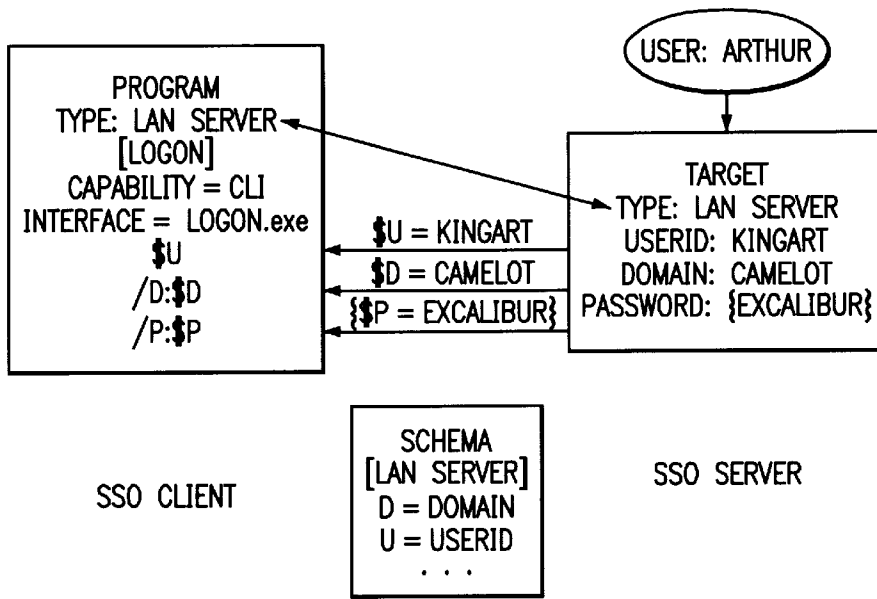 USER: ARTHUR
PROGRAM
TYPE: LAN SERVER
[LOGON]
CAPABILITY = CLI
INTERFACE = LOGON.exe
$U
/D:$D
/P:$P
$U = KINGART
$D = CAMELOT
{$P = EXCALIBUR}
TARGET
TYPE: LAN SERVER
USERID: KINGART
DOMAIN: CAMELOT
PASSWORD: {EXCALIBUR}
SSO CLIENT
SCHEMA
[LAN SERVER]
D = DOMAIN
U = USERID
. . .
SSO SERVER